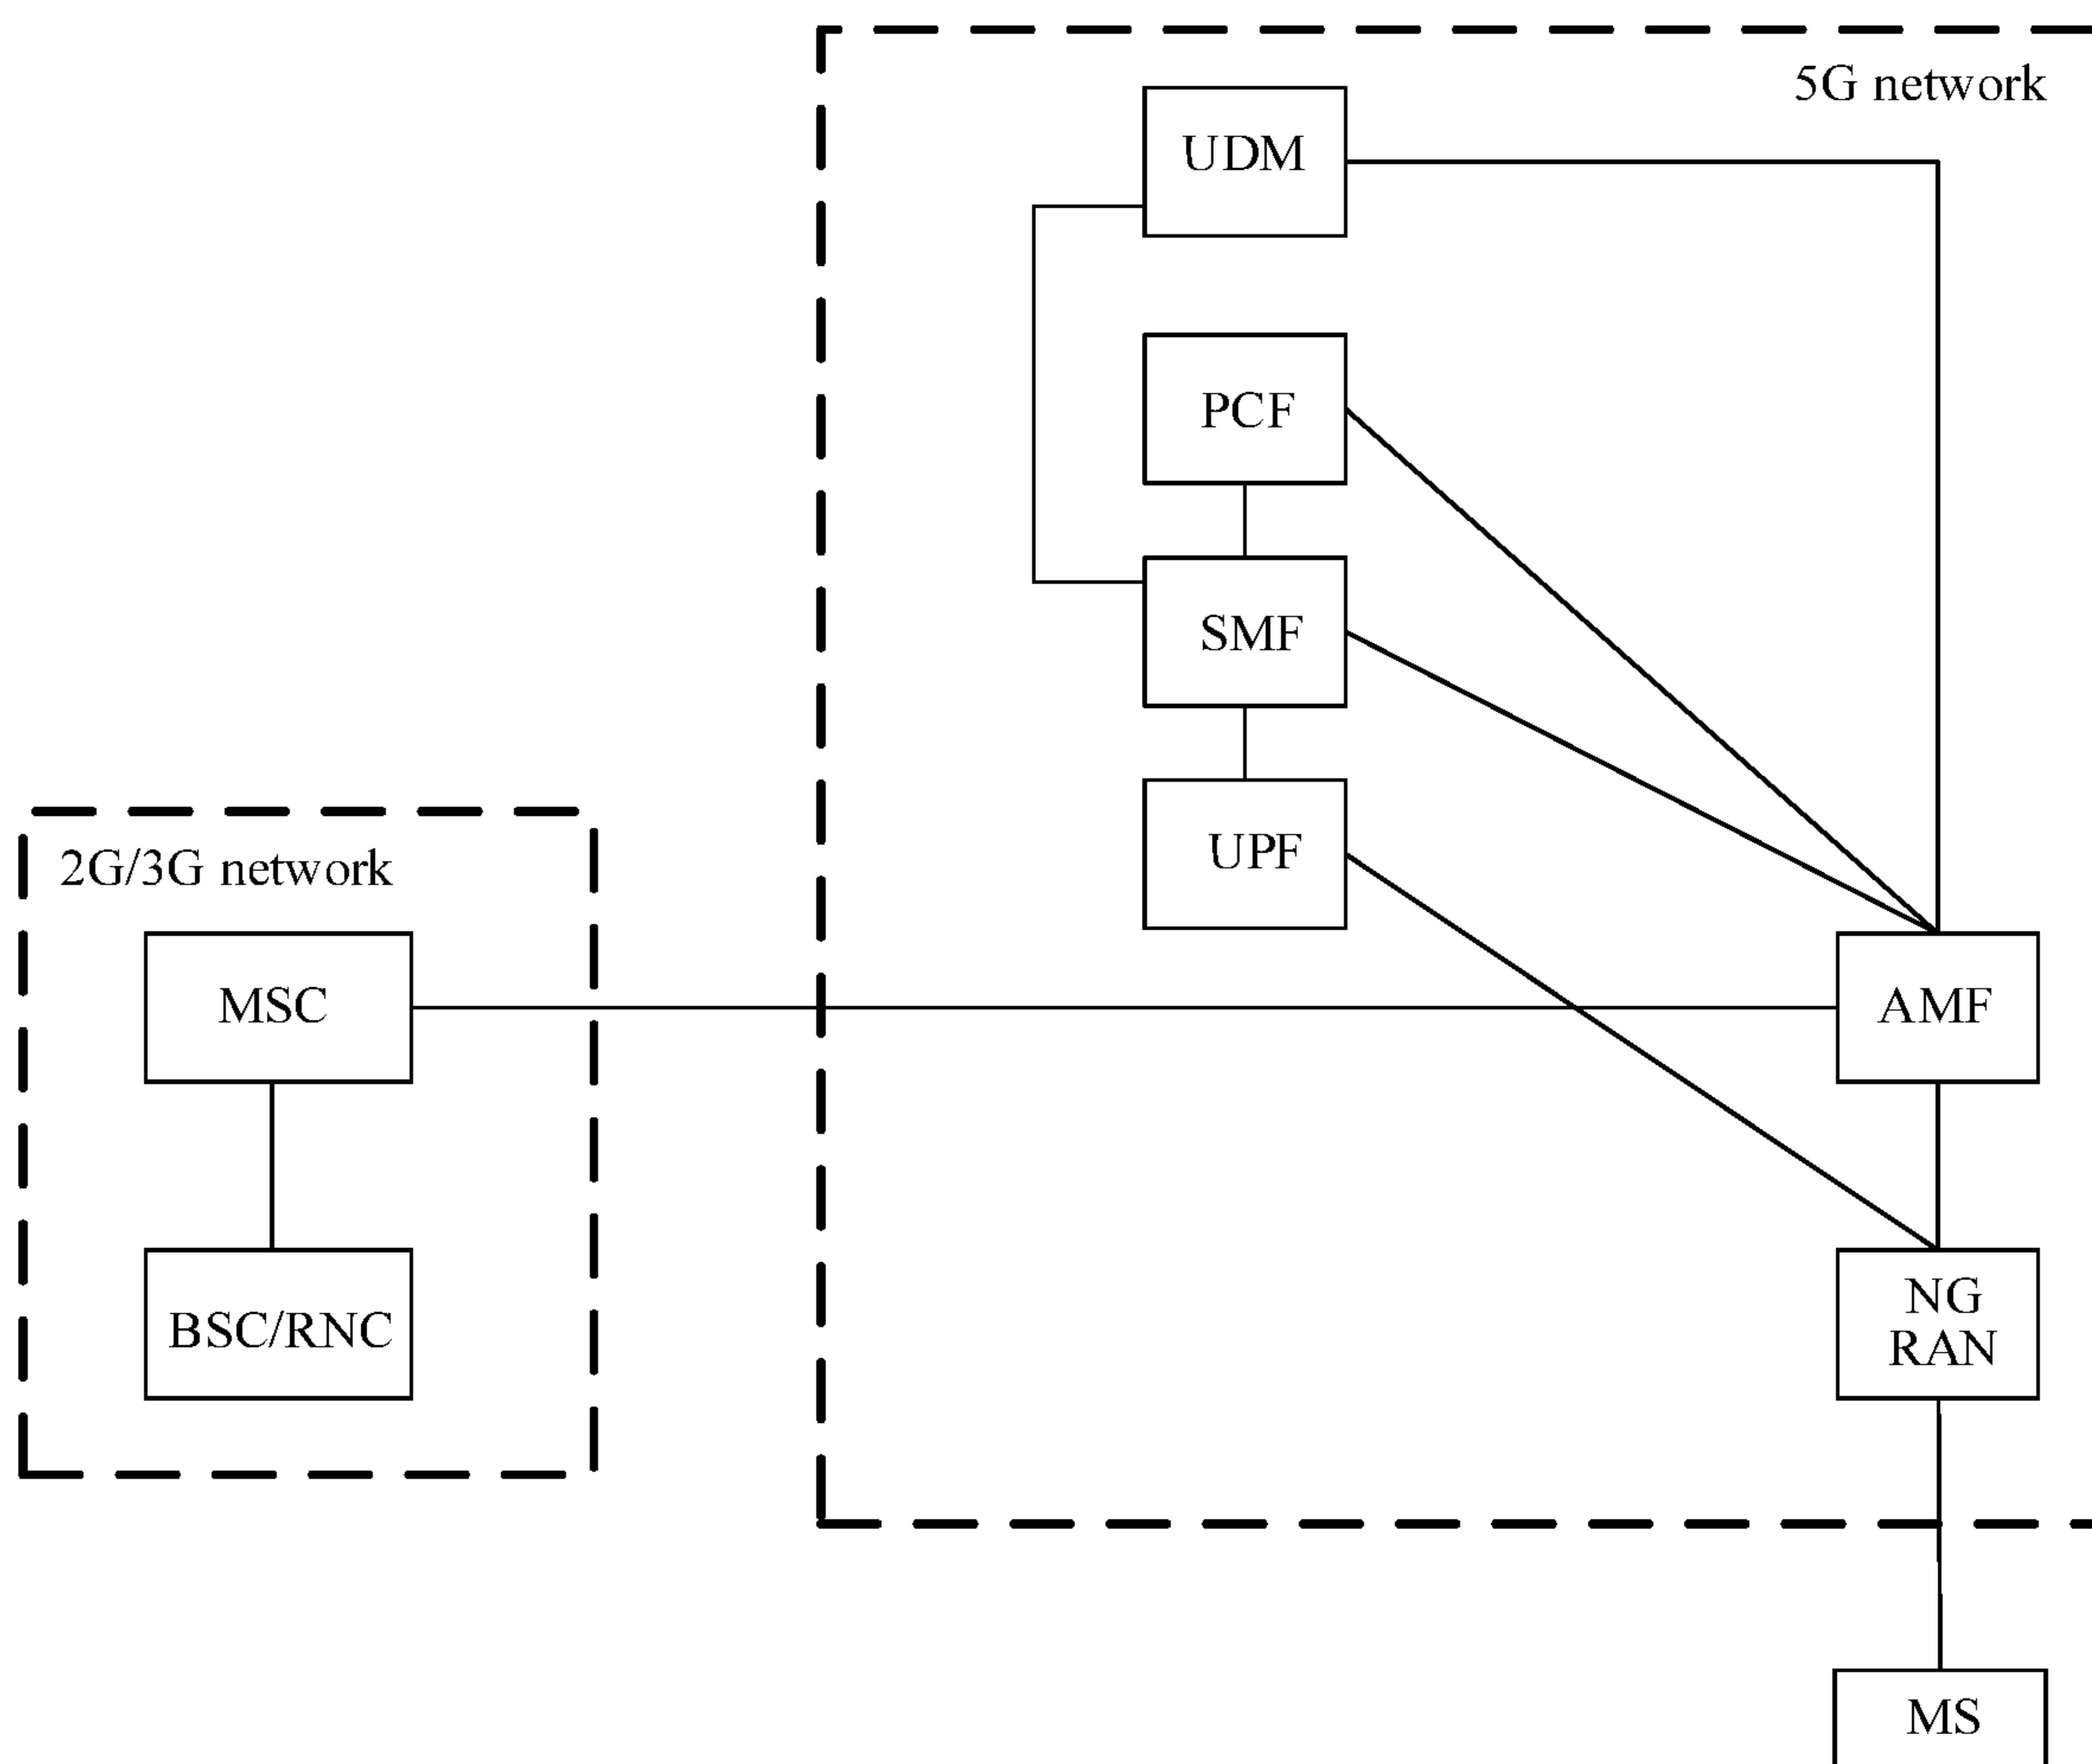 5G network
UDM
PCF
SMF
UPF
2G/3G network
MSC
AMF
BSC/RNC
NG
RAN
MS